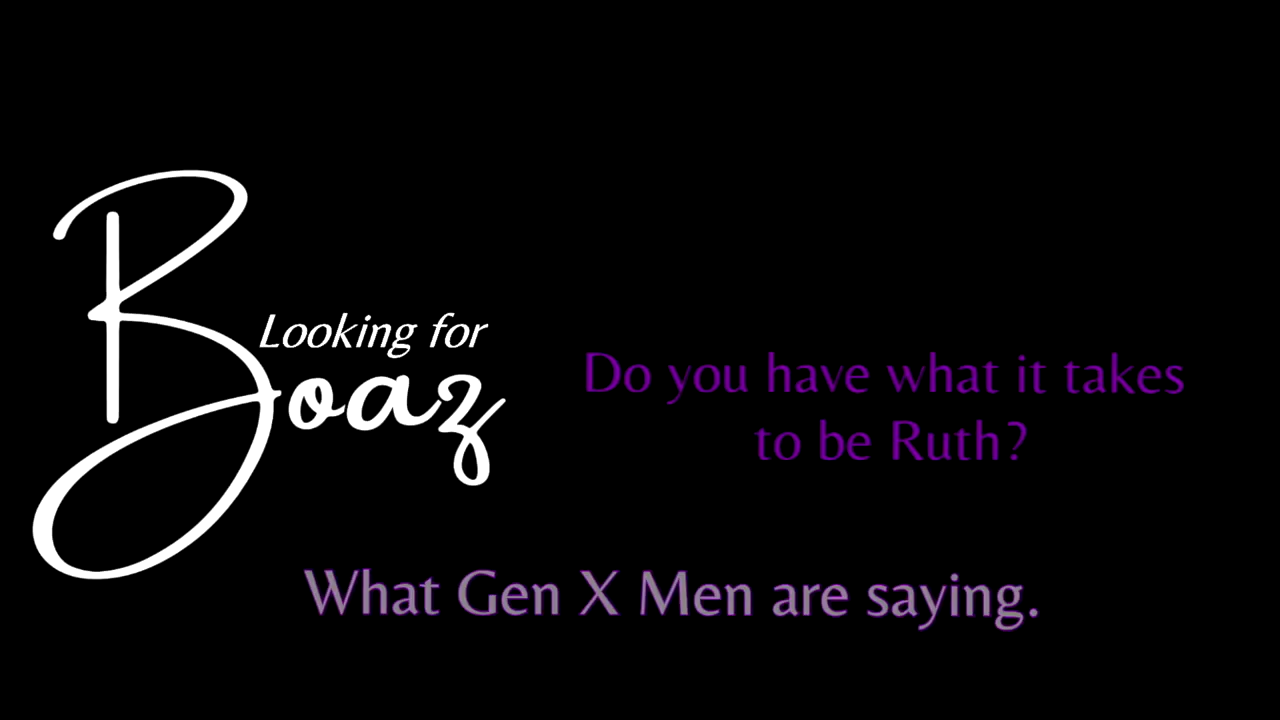 Looking for
Boaz
Do you have what it takes
to be Ruth?
What Gen X Men are saying.